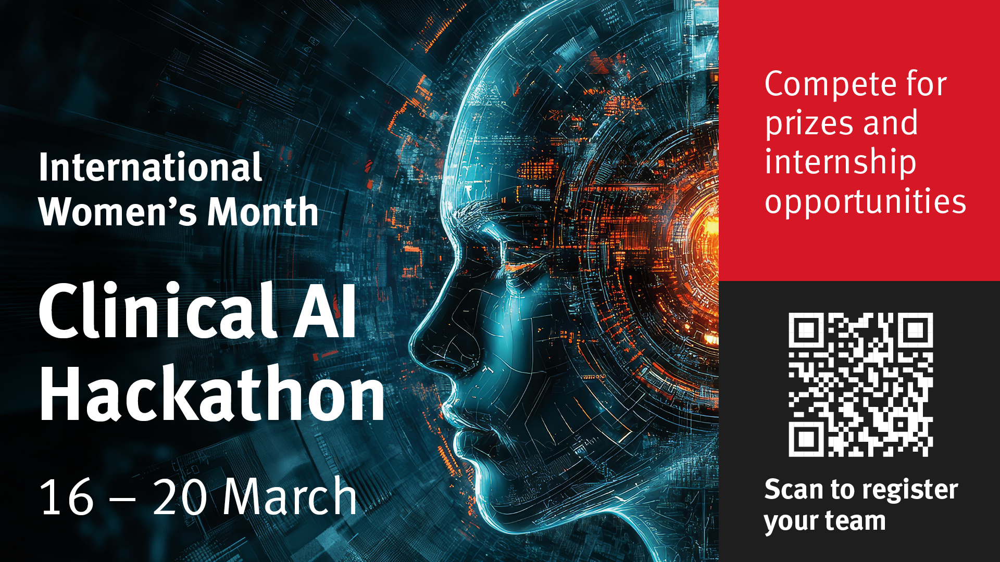 International
Women’s Month
Clinical AI
Hackathon
16 – 20 March
Compete for
prizes and
internship
opportunities
Scan to register
your team